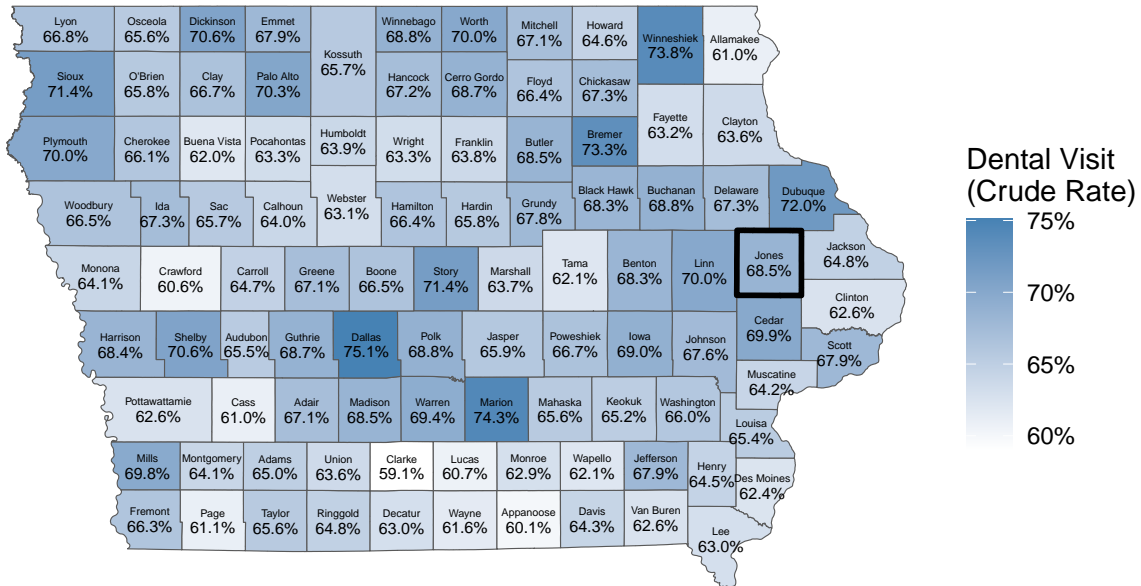 Lyon
66.8%
Osceola
65.6%
Dickinson
70.6%
Emmet
67.9%
Winnebago
68.8%
Worth
70.0%
Mitchell
67.1%
Howard
64.6%
Winneshiek
73.8%
Allamakee
61.0%
Kossuth
65.7%
Sioux
71.4%
O'Brien
65.8%
Clay
66.7%
Palo Alto
70.3%
Hancock
67.2%
Cerro Gordo
68.7%
Floyd
66.4%
Chickasaw
67.3%
Fayette
63.2%
Clayton
63.6%
Plymouth
70.0%
Cherokee
66.1%
Buena Vista
62.0%
Pocahontas
63.3%
Humboldt
63.9%
Wright
63.3%
Franklin
63.8%
Butler
68.5%
Bremer
73.3%
Woodbury
66.5%
Ida
67.3%
Sac
65.7%
Calhoun
64.0%
Webster
63.1%
Hamilton
66.4%
Hardin
65.8%
Grundy
67.8%
Black Hawk
68.3%
Buchanan
68.8%
Delaware
67.3%
Dubuque
72.0%
Monona
64.1%
Crawford
60.6%
Carroll
64.7%
Greene
67.1%
Boone
66.5%
Story
71.4%
Marshall
63.7%
Tama
62.1%
Benton
68.3%
Linn
70.0%
Jones
68.5%
Jackson
64.8%
Clinton
62.6%
Harrison
68.4%
Shelby
70.6%
Audubon
65.5%
Guthrie
68.7%
Dallas
75.1%
Polk
68.8%
Jasper
65.9%
Poweshiek
66.7%
Iowa
69.0%
Johnson
67.6%
Cedar
69.9%
Scott
67.9%
Muscatine
64.2%
Pottawattamie
62.6%
Cass
61.0%
Adair
67.1%
Madison
68.5%
Warren
69.4%
Marion
74.3%
Mahaska
65.6%
Keokuk
65.2%
Washington
66.0%
Louisa
65.4%
Mills
69.8%
Montgomery
64.1%
Adams
65.0%
Union
63.6%
Clarke
59.1%
Lucas
60.7%
Monroe
62.9%
Wapello
62.1%
Jefferson
67.9%
Henry
64.5%
Des Moines
62.4%
Fremont
66.3%
Page
61.1%
Taylor
65.6%
Ringgold
64.8%
Decatur
63.0%
Wayne
61.6%
Appanoose
60.1%
Davis
64.3%
Van Buren
62.6%
Lee
63.0%
Dental Visit
(Crude Rate)
75%
70%
65%
60%